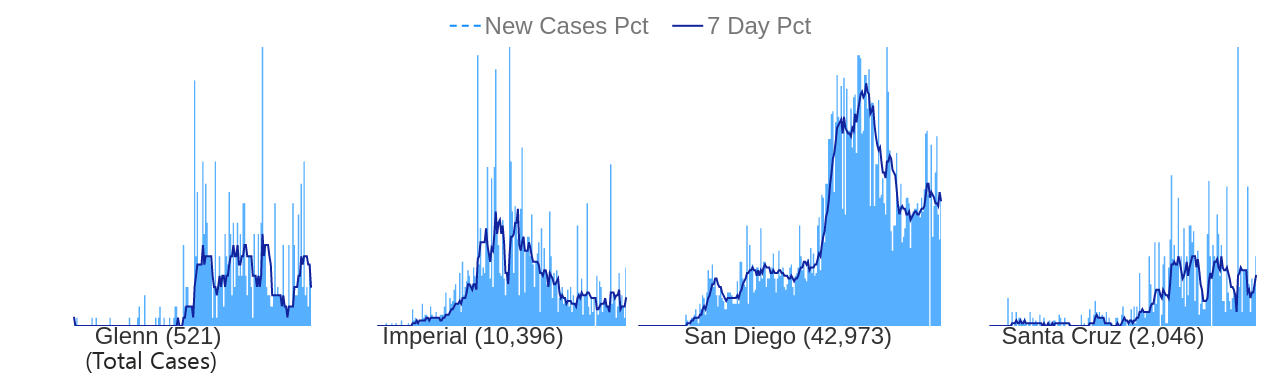 New Cases Pct 7 Day Pct
Glenn (521) Imperial (10,396) San Diego (42,973) Santa Cruz (2,046)
(Total Cases)